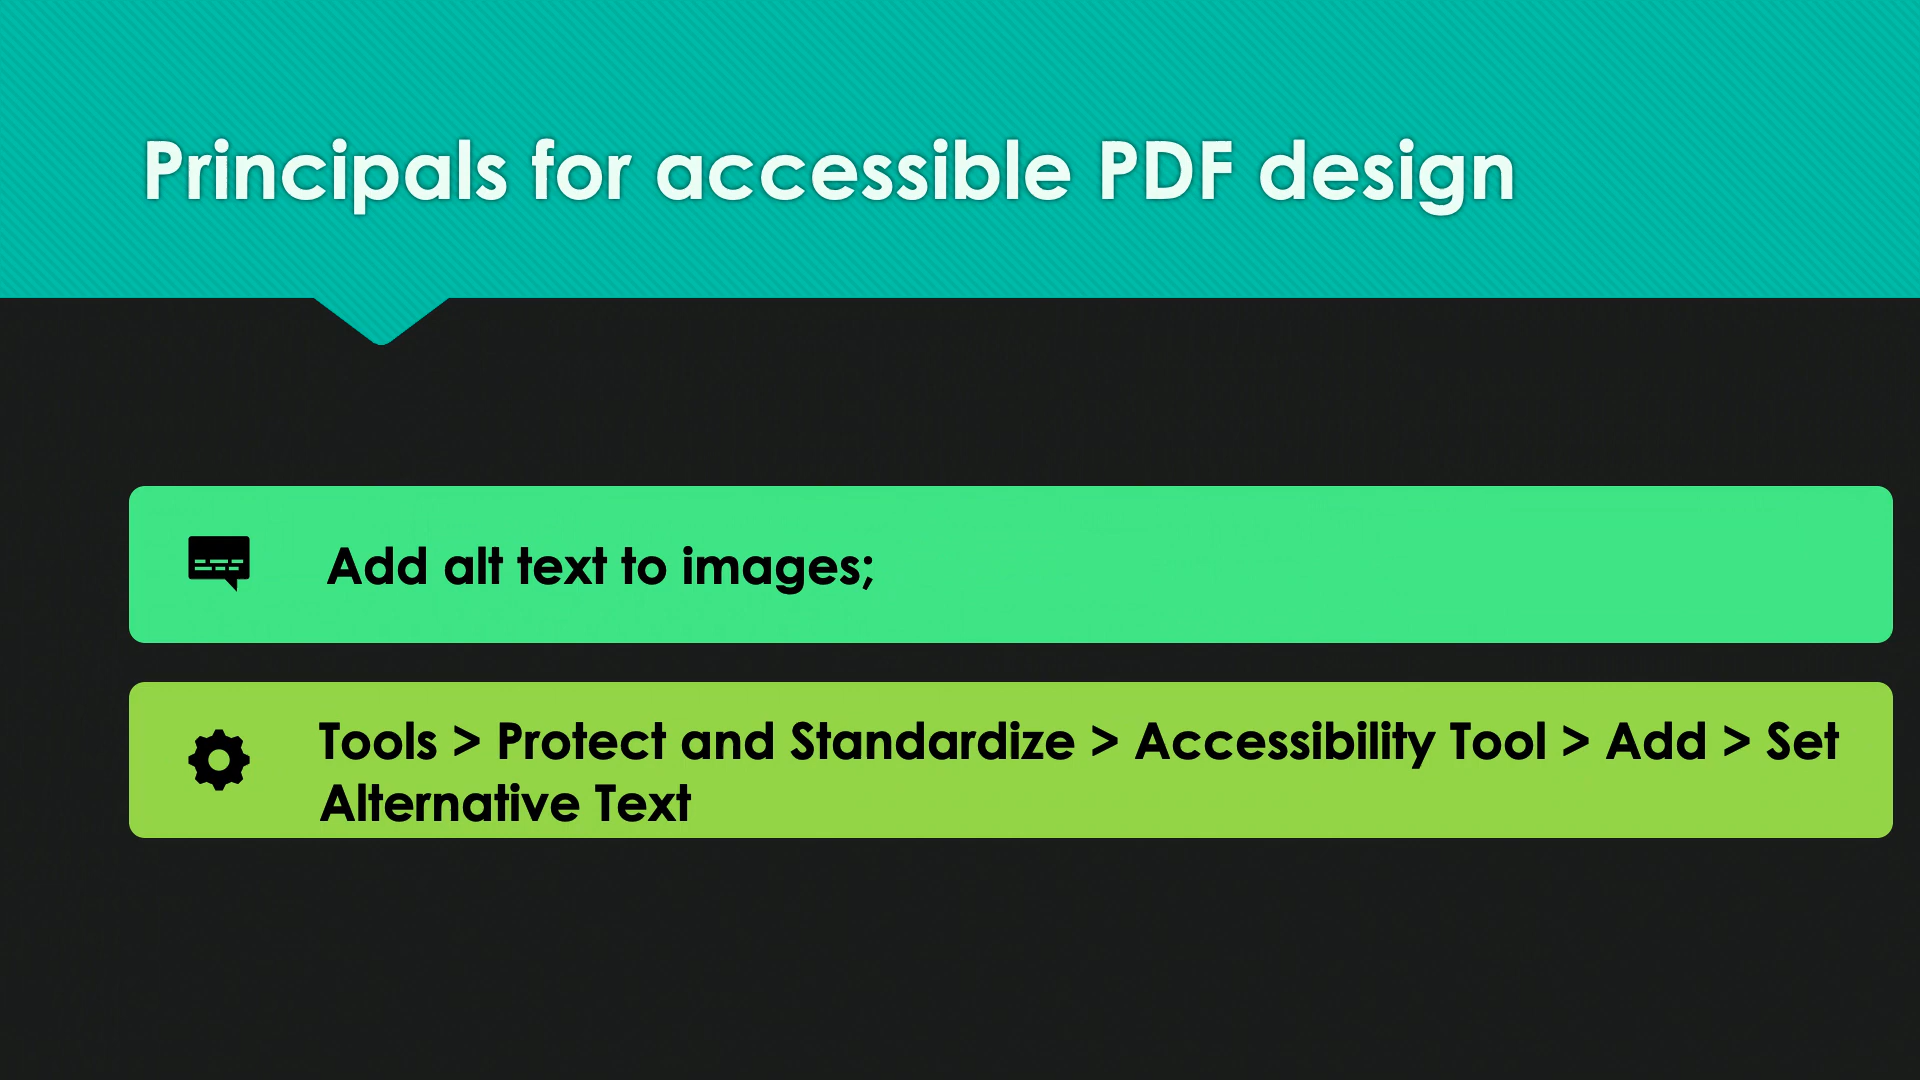 Principals for accessible PDF design
Add alt text to images;
Tools > Protect and Standardize > Accessibility Tool > Add > Set
Alternative Text